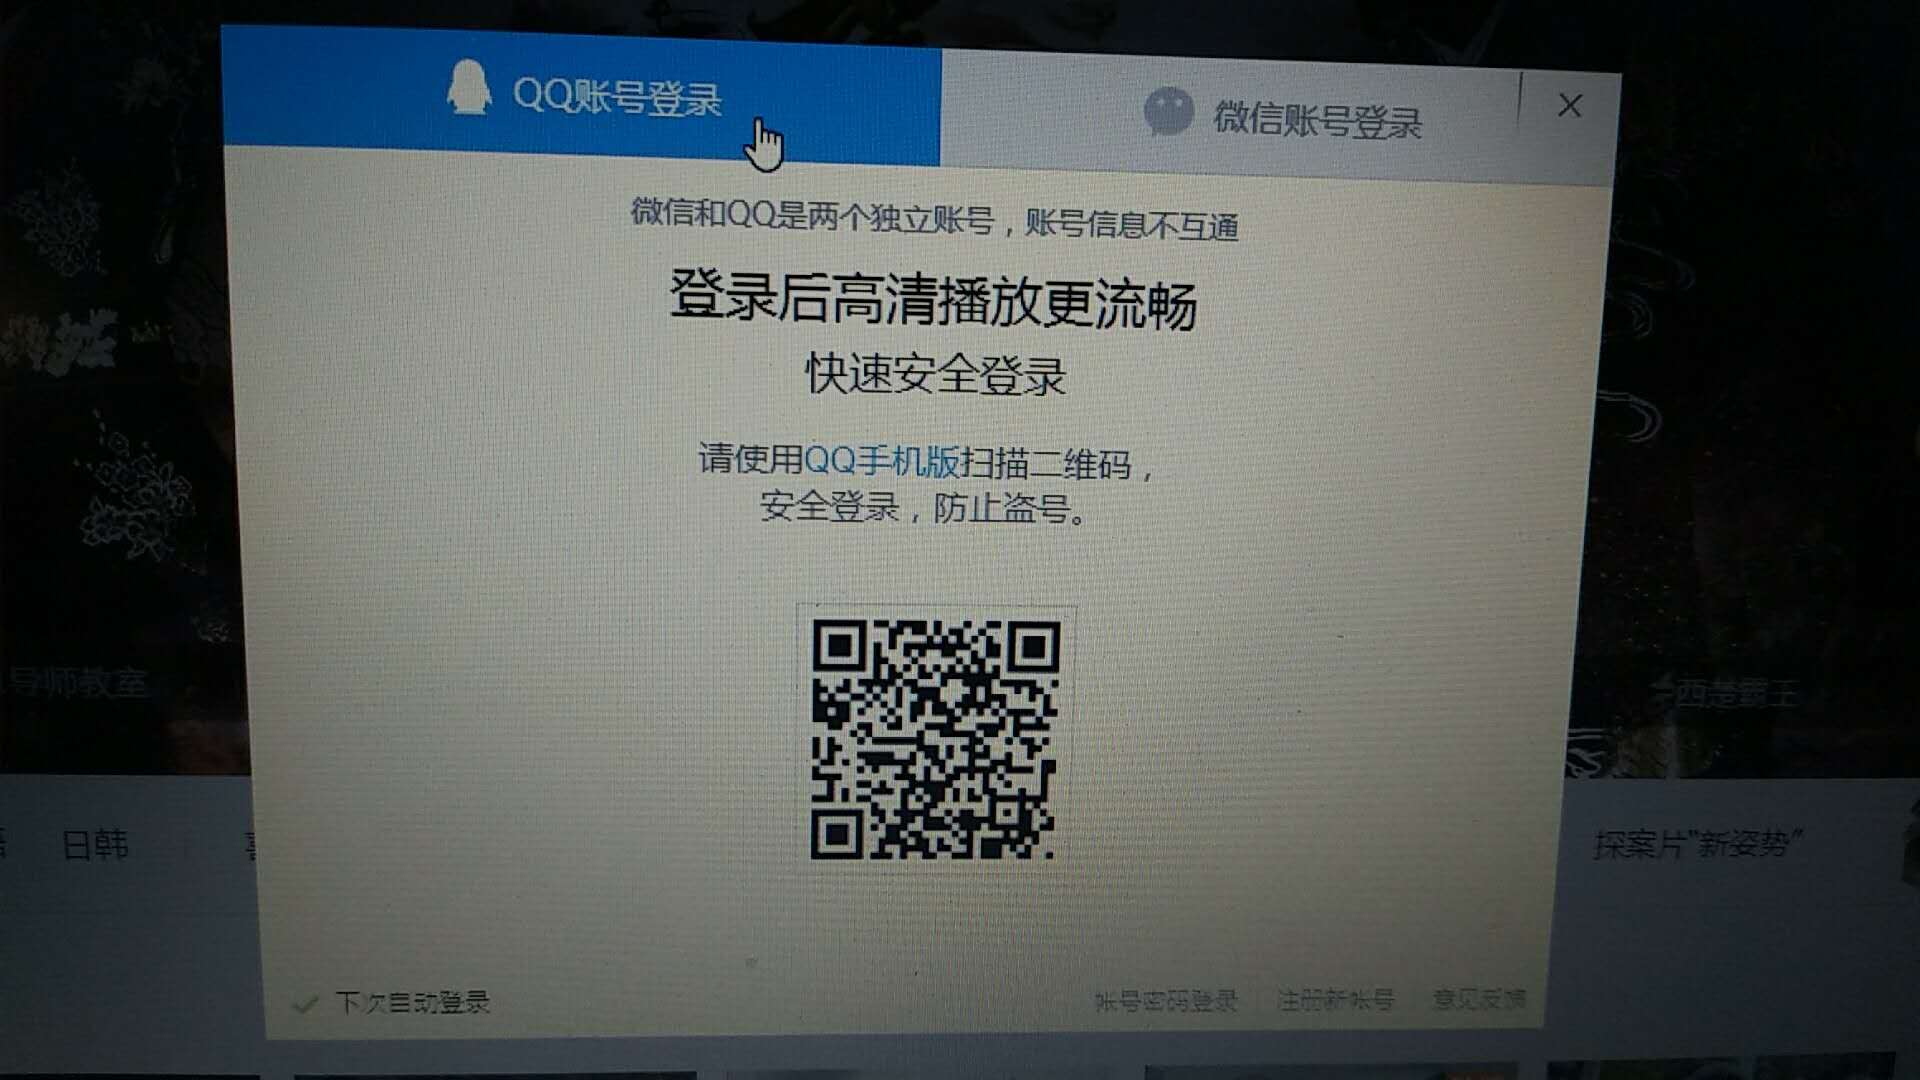 QQ账号登录
微信账号登录
微信和QQ是两个独立账号，账号信息不互通
登录后高清播放更流畅
快速安全登录
请使用QQ手机版扫描二维码，
安全登录，防止盗号。
导师教室
西楚霸王
日韩
探案片"新姿势"
下次自动登录
帐号密码登录
注册新帐号
意见反馈